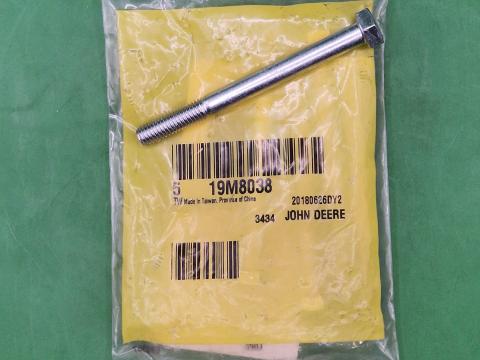 5 19M8038
TW Made in Taiwan, Province of China
20180626DY2
3434 JOHN DEERE